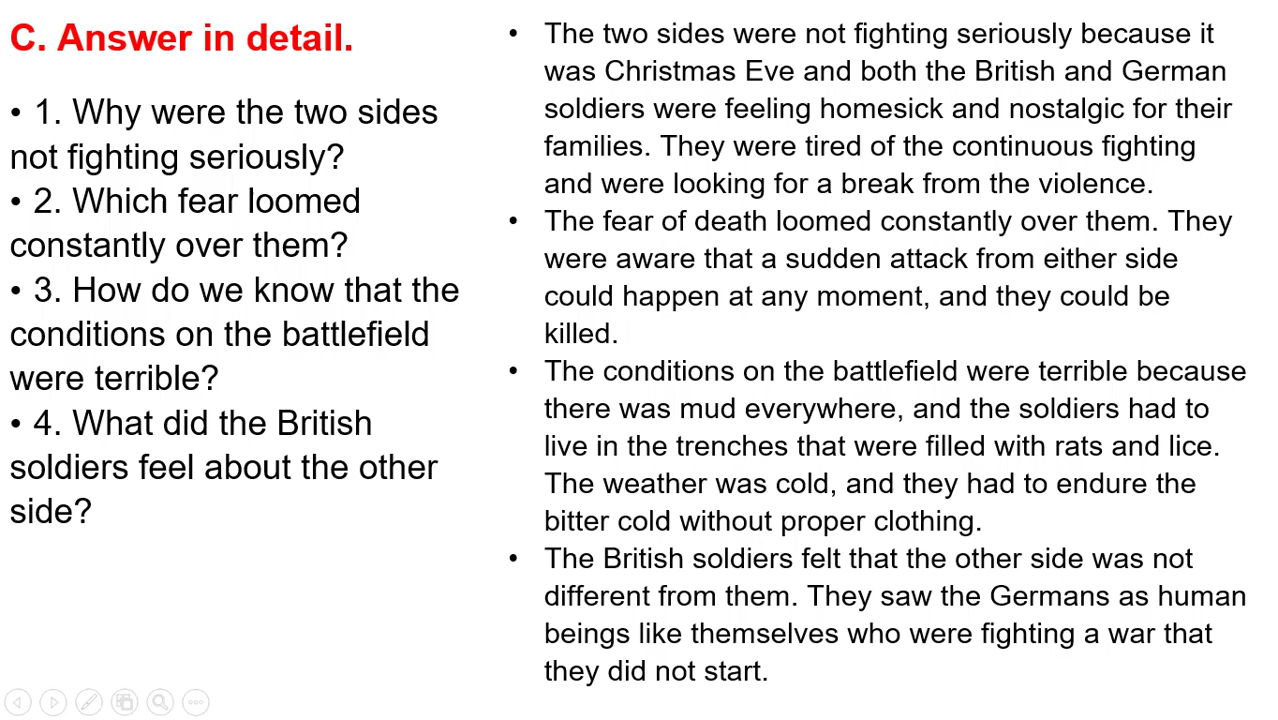 C. Answer in detail.
• 1. Why were the two sides
not fighting seriously?
• 2. Which fear loomed
constantly over them?
• 3. How do we know that the
conditions on the battlefield
were terrible?
• 4. What did the British
soldiers feel about the other
side?
• The two sides were not fighting seriously because it
was Christmas Eve and both the British and German
soldiers were feeling homesick and nostalgic for their
families. They were tired of the continuous fighting
and were looking for a break from the violence.
• The fear of death loomed constantly over them. They
were aware that a sudden attack from either side
could happen at any moment, and they could be
killed.
• The conditions on the battlefield were terrible because
there was mud everywhere, and the soldiers had to
live in the trenches that were filled with rats and lice.
The weather was cold, and they had to endure the
bitter cold without proper clothing.
• The British soldiers felt that the other side was not
different from them. They saw the Germans as human
beings like themselves who were fighting a war that
they did not start.